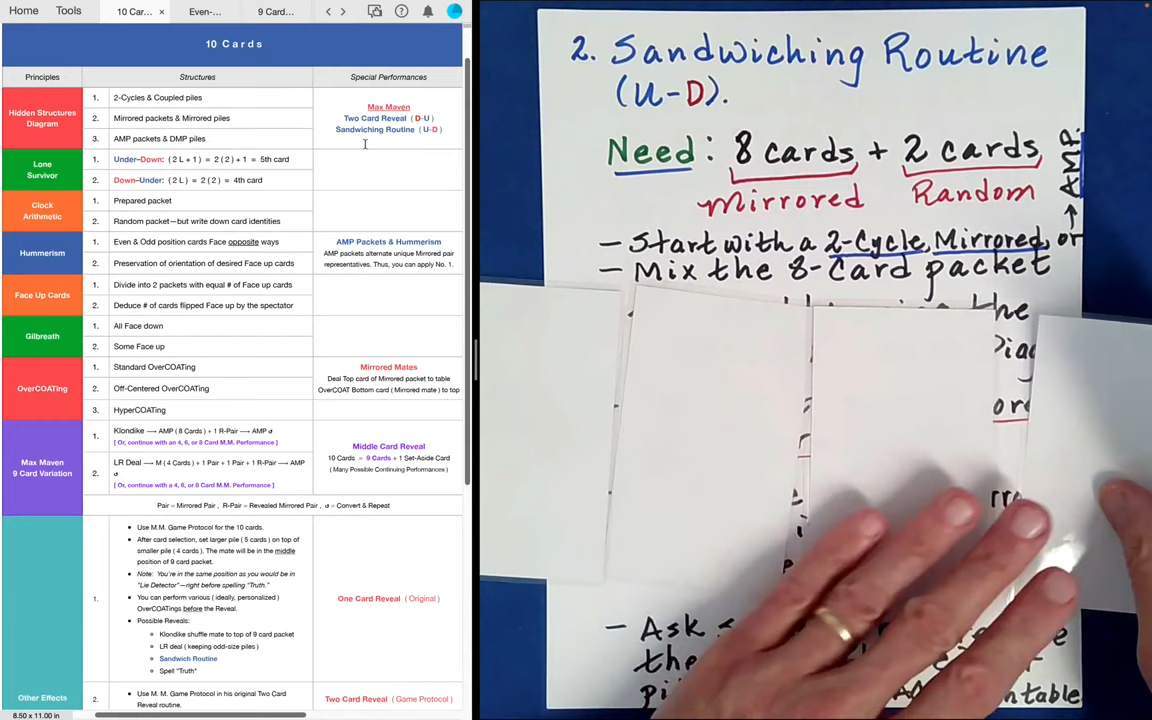 Home Tools 10 Car... × Even-... 9 Card...
10 Cards
Principles Structures Special Performances
Hidden Structures
Diagram
1. 2-Cycles & Coupled piles
2. Mirrored packets & Mirrored piles
3. AMP packets & DMP piles
Max Maven
Two Card Reveal ( D-U )
Sandwiching Routine ( U-D )
Lone
Survivor
1. Under–Down: ( 2 L + 1 ) = 2 ( 2 ) + 1 = 5th card
2. Down–Under: ( 2 L ) = 2 ( 2 ) = 4th card
Clock
Arithmetic
1. Prepared packet
2. Random packet—but write down card identities
Hummerism
1. Even & Odd position cards Face opposite ways
2. Preservation of orientation of desired Face up cards
AMP Packets & Hummerism
AMP packets alternate unique Mirrored pair
representatives. Thus, you can apply No. 1.
Face Up Cards
1. Divide into 2 packets with equal # of Face up cards
2. Deduce # of cards flipped Face up by the spectator
Gilbreath
1. All Face down
2. Some Face up
OverCOATing
1. Standard OverCOATing
2. Off-Centered OverCOATing
3. HyperCOATing
Mirrored Mates
Deal Top card of Mirrored packet to table
OverCOAT Bottom card ( Mirrored mate ) to top
Max Maven
9 Card Variation
1. Klondike → AMP ( 8 Cards ) + 1 R-Pair → AMP ↺
[ Or, continue with an 4, 6, or 8 Card M.M. Performance ]
2. LR Deal → M ( 4 Cards ) + 1 Pair + 1 Pair + 1 R-Pair → AMP
↺
[ Or, continue with a 4, 6, or 8 Card M.M. Performance ]
Middle Card Reveal
10 Cards = 9 Cards + 1 Set-Aside Card
( Many Possible Continuing Performances )
Pair = Mirrored Pair , R-Pair = Revealed Mirrored Pair , ↺ = Convert & Repeat
Other Effects
1.
• Use M.M. Game Protocol for the 10 cards.
• After card selection, set larger pile ( 5 cards ) on top of
smaller pile ( 4 cards ). The mate will be in the middle
position of 9 card packet.
• Note: You're in the same position as you would be in
"Lie Detector"—right before spelling "Truth."
• You can perform various ( ideally, personalized )
OverCOATings before the Reveal.
• Possible Reveals:
Klondike shuffle mate to top of 9 card packet
LR deal ( keeping odd-size piles )
Sandwich Routine
Spell "Truth"
One Card Reveal ( Original )
2.
• Use M. M. Game Protocol in his original Two Card
Reveal routine.
Two Card Reveal ( Game Protocol )
8.50 x 11.00 in
2. Sandwiching Routine
(U-D).
Need: 8 cards + 2 cards
Mirrored Random
– Start with a 2-Cycle, Mirrored, or → AMP.
– Mix the 8-Card packet
the
– Ask
the